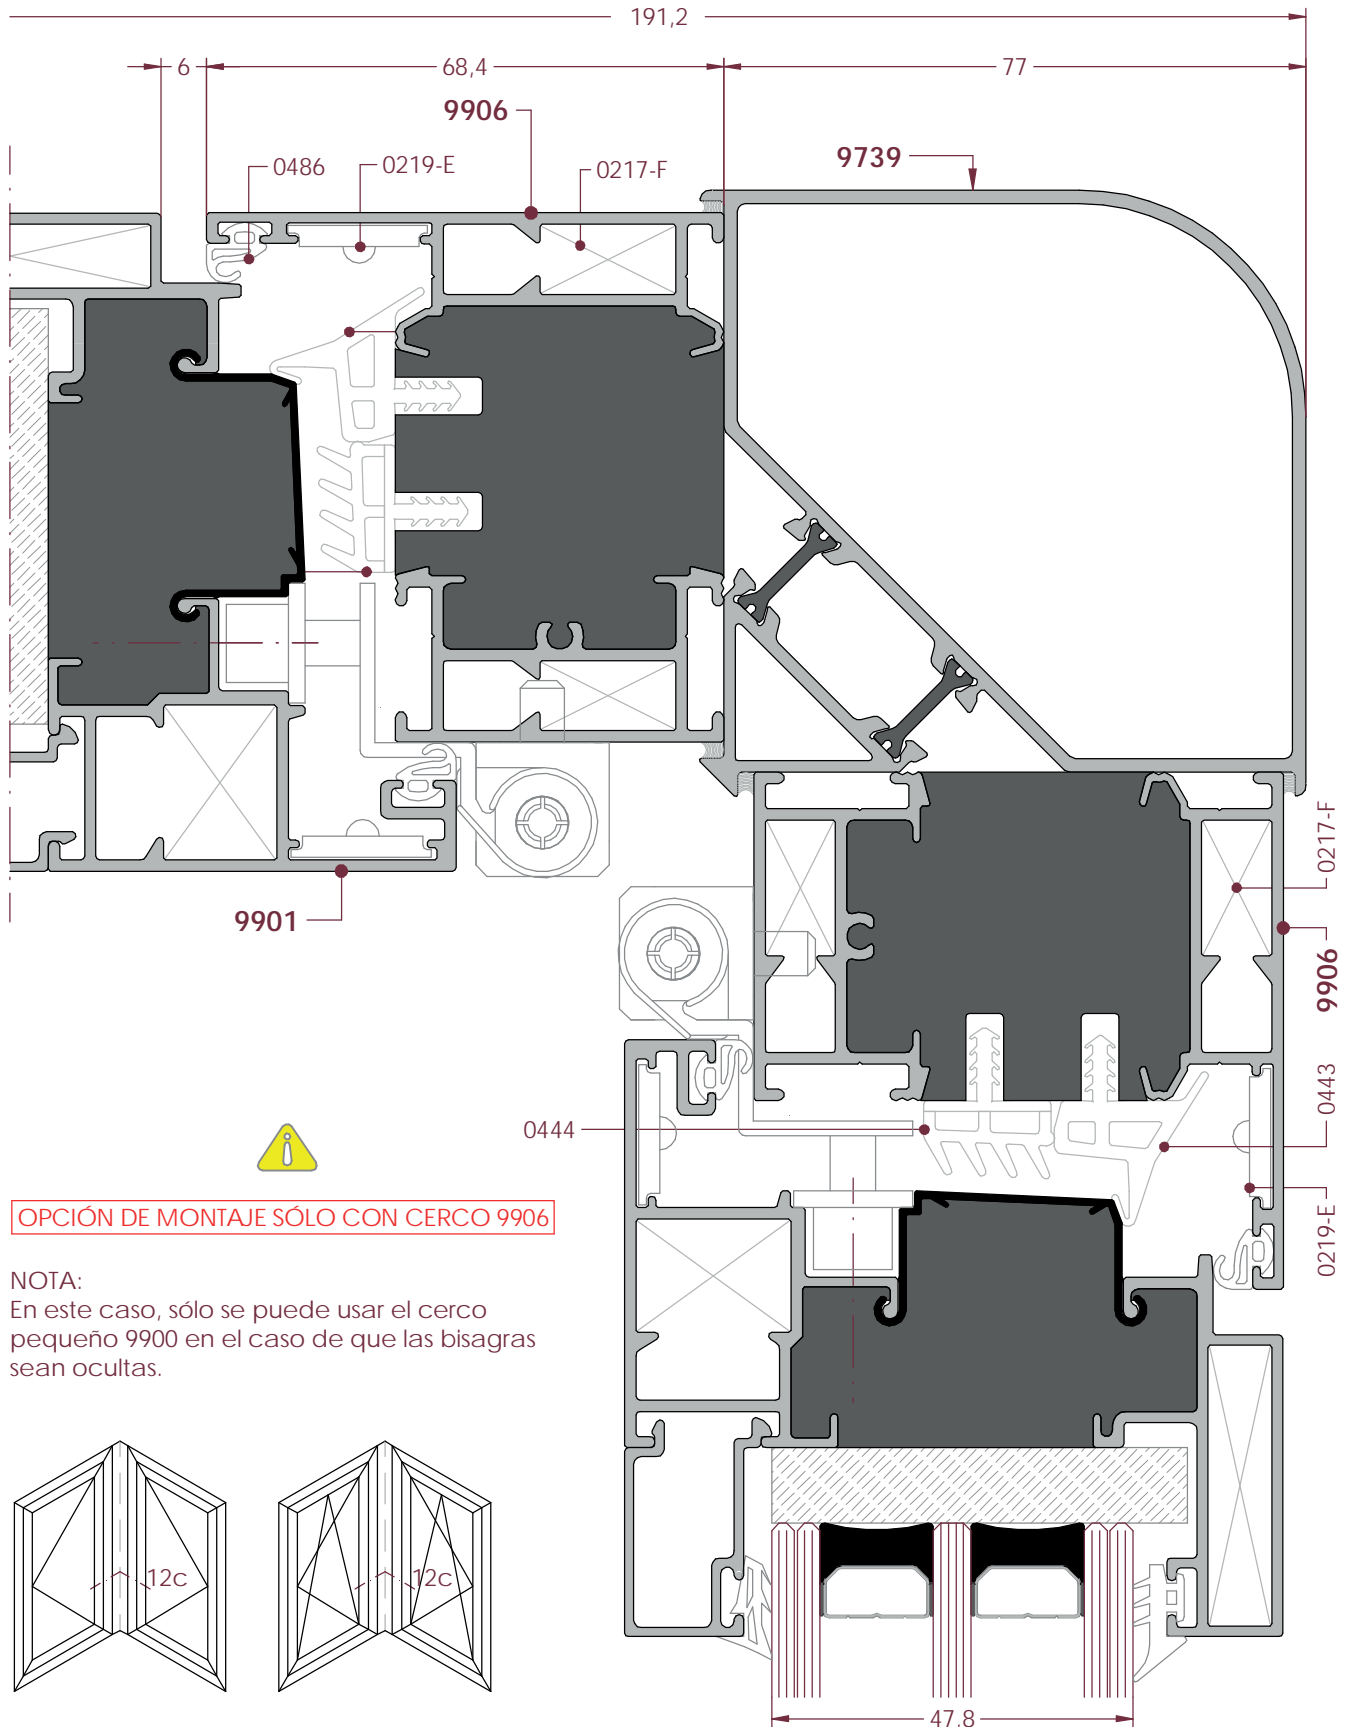 191,2
6
68,4
77
9906
9739
0486
0219-E
0217-F
9901
0217-F
9906
0443
0444
0219-E
OPCIÓN DE MONTAJE SÓLO CON CERCO 9906
NOTA:
En este caso, sólo se puede usar el cerco
pequeño 9900 en el caso de que las bisagras
sean ocultas.
12c
12c
47,8